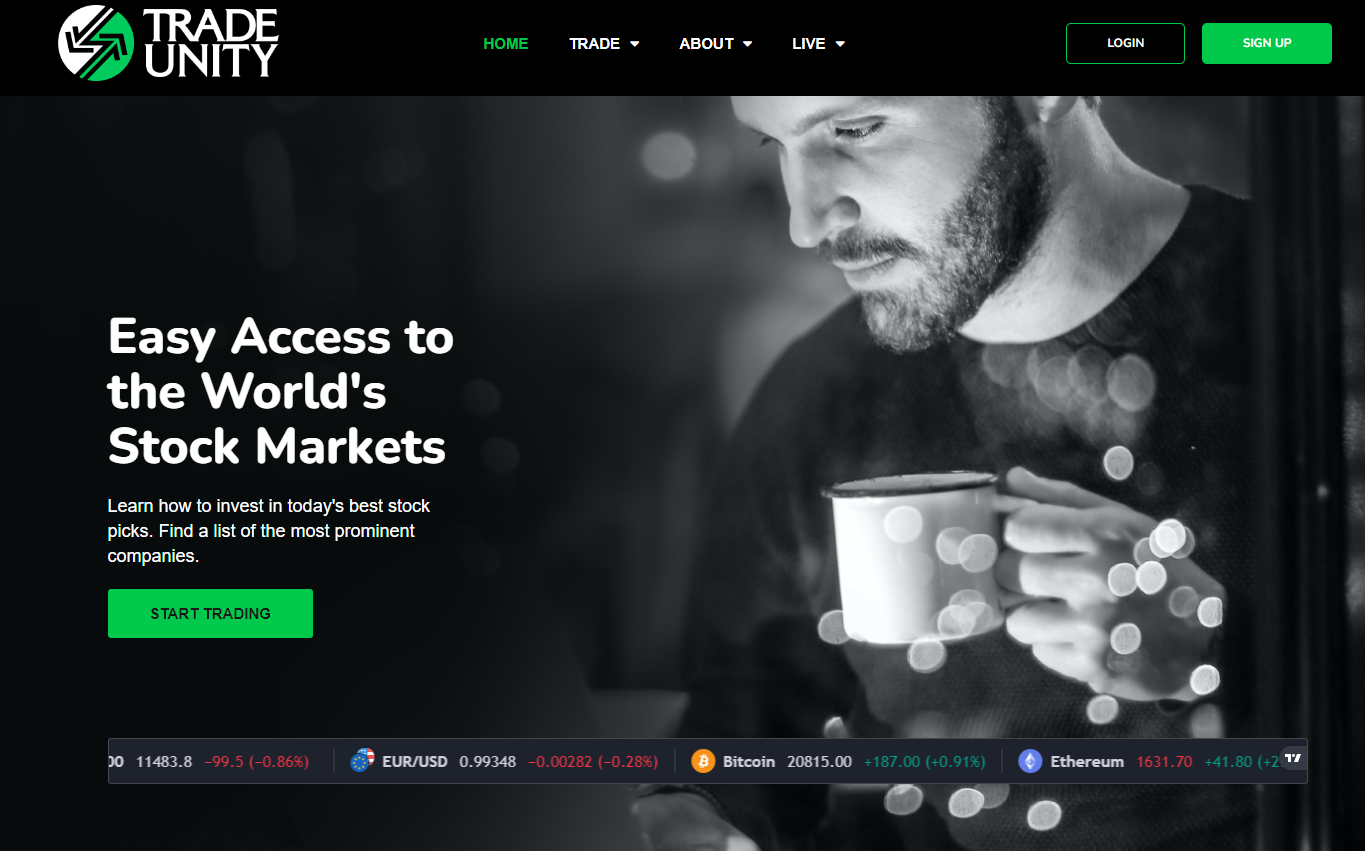 TRADE
UNITY
HOME TRADE ABOUT LIVE
LOGIN SIGN UP
Easy Access to
the World's
Stock Markets
Learn how to invest in today's best stock
picks. Find a list of the most prominent
companies.
START TRADING
00 11483.8 −99.5 (−0.86%) EUR/USD 0.99348 −0.00282 (−0.28%) Bitcoin 20815.00 +187.00 (+0.91%) Ethereum 1631.70 +41.80 (+2